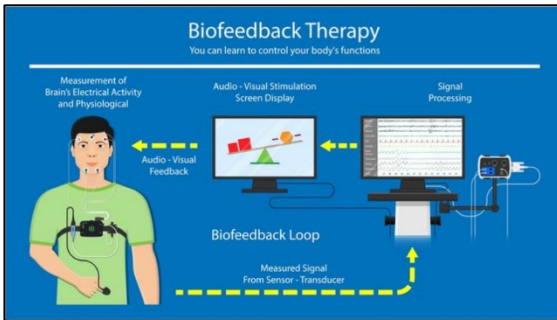 Biofeedback Therapy
You can learn to control your body's functions
Measurement of
Brain's Electrical Activity
and Physiological
Audio - Visual Stimulation
Screen Display
Signal
Processing
Audio - Visual
Feedback
Biofeedback Loop
Measured Signal
From Sensor - Transducer